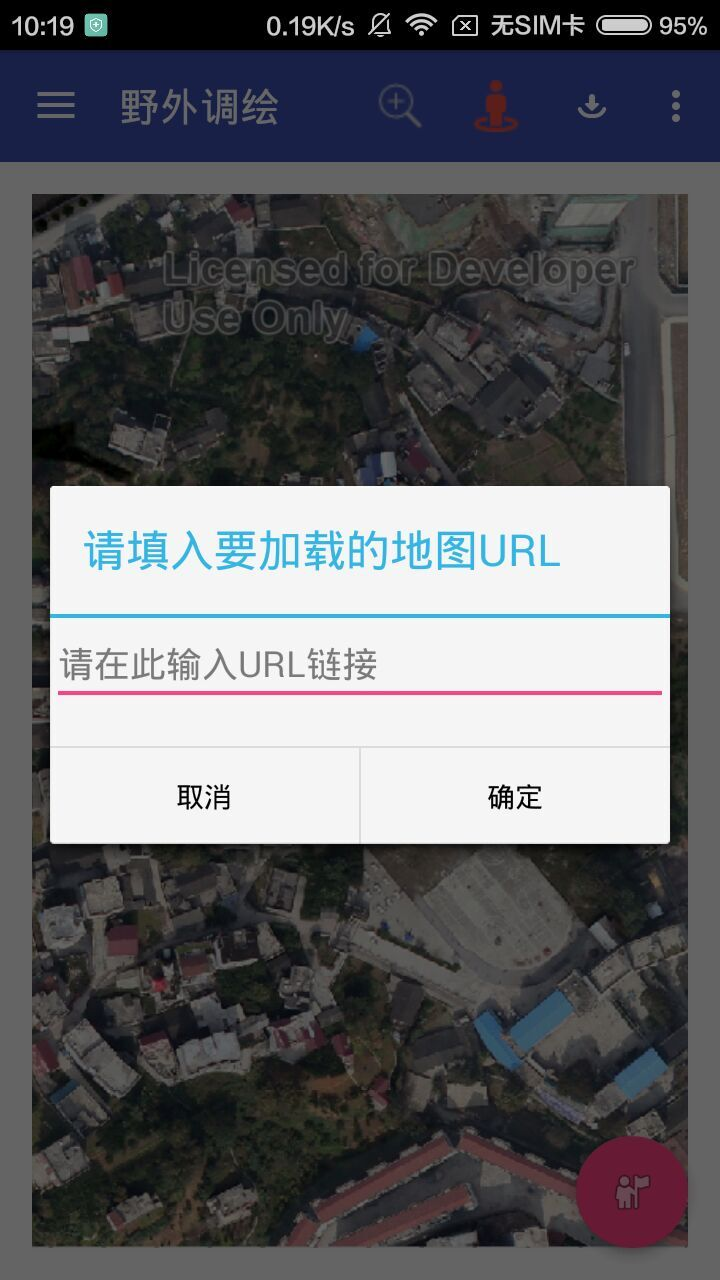 10:19
0.19K/s
无SIM卡
95%
野外调绘
Licensed for Developer
Use Only
请填入要加载的地图URL
请在此输入URL链接
取消
确定